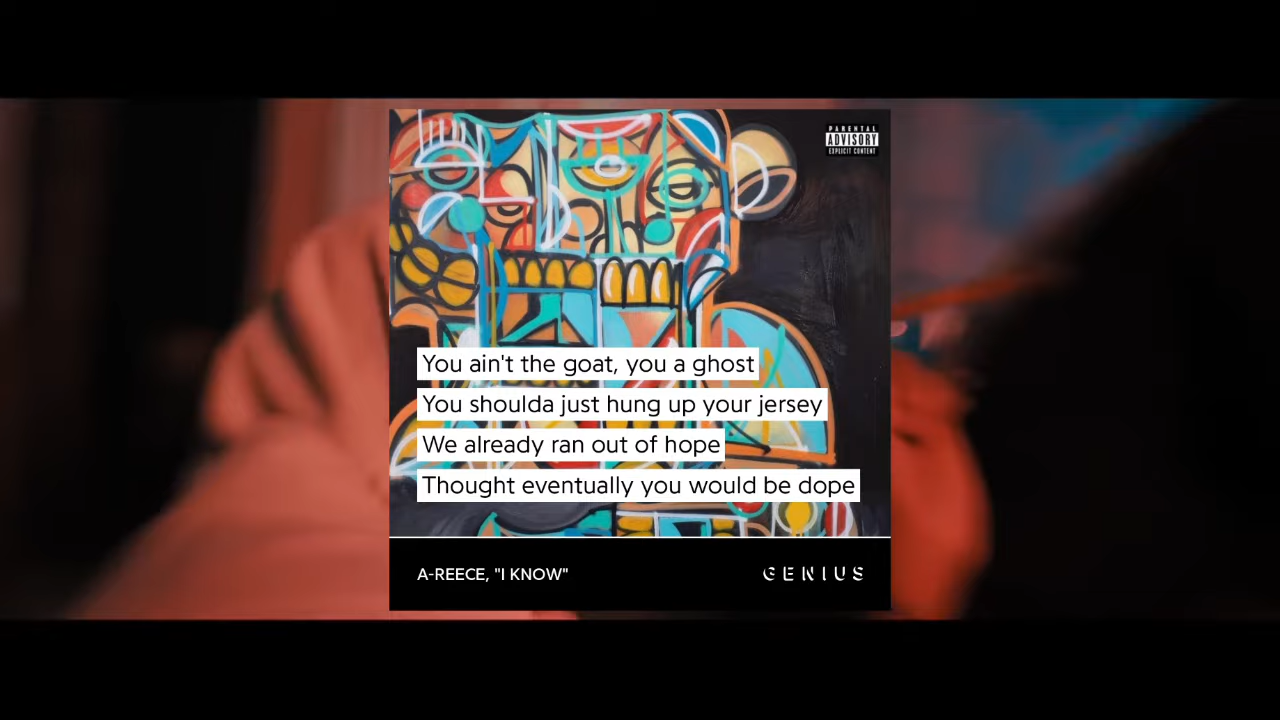 PARENTAL
ADVISORY
EXPLICIT CONTENT
You ain't the goat, you a ghost
You shoulda just hung up your jersey
We already ran out of hope
Thought eventually you would be dope
A-REECE, "I KNOW"
GENIUS